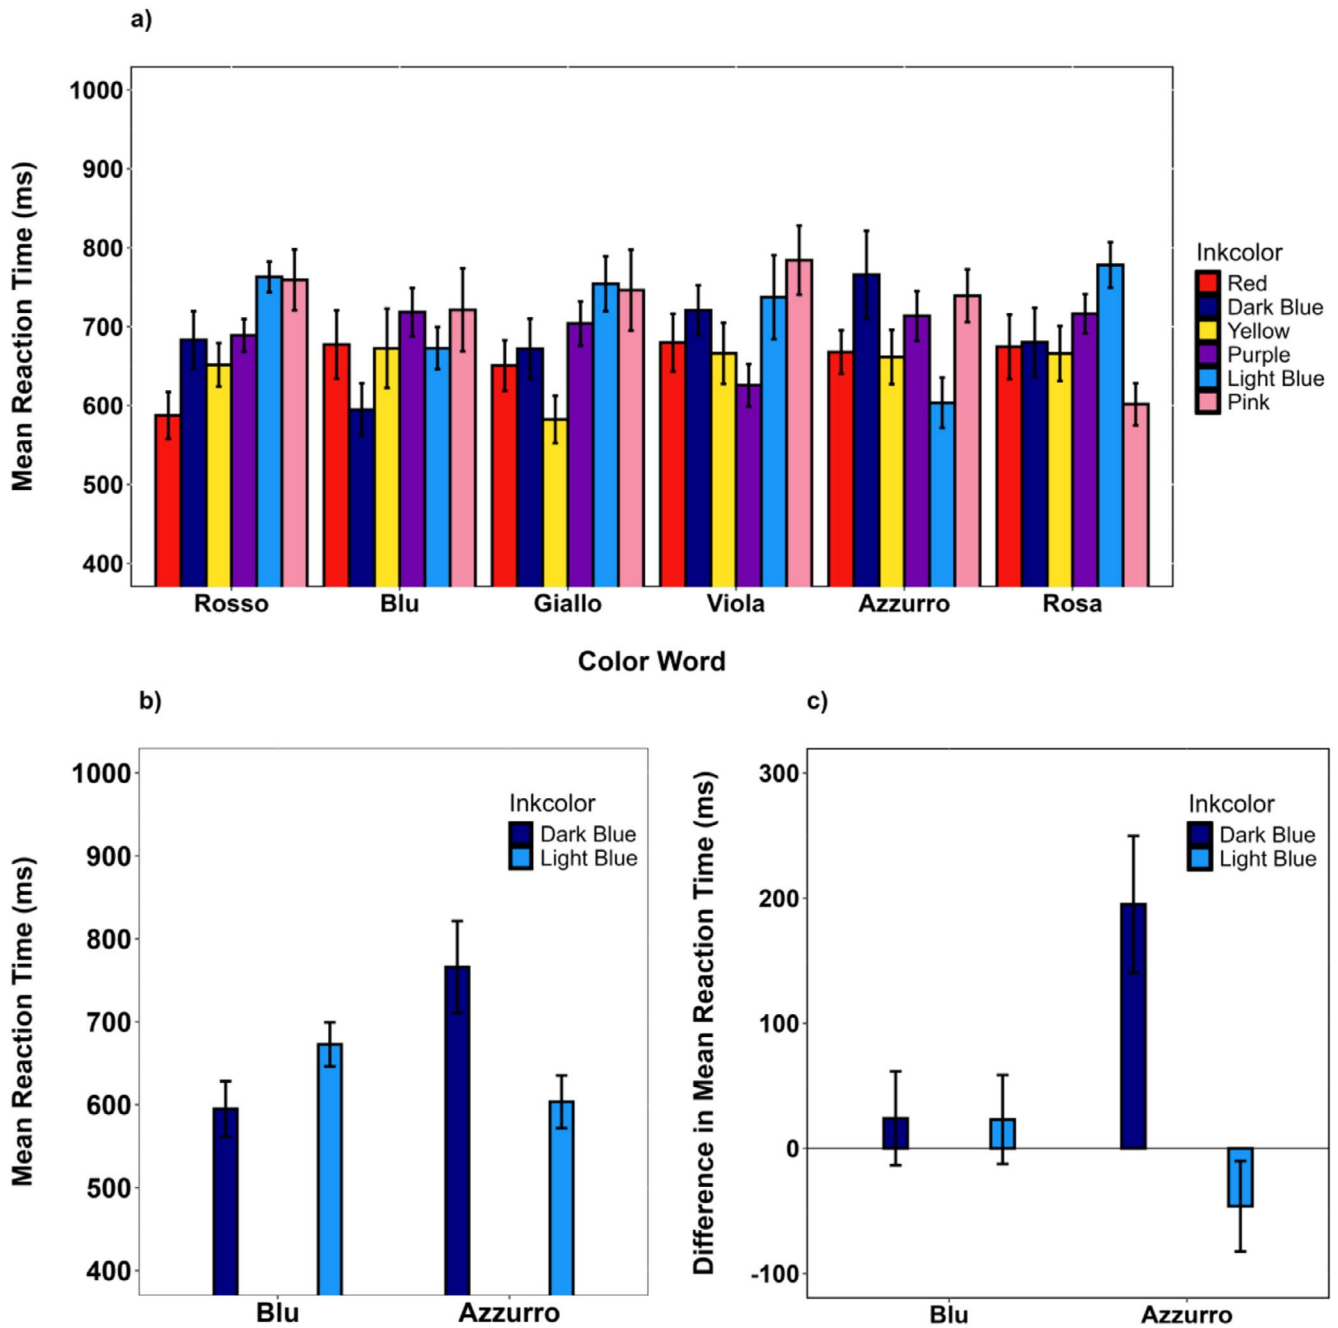 a)
Mean Reaction Time (ms)
1000
900
800
700
600
500
400
Rosso Blu Giallo Viola Azzurro Rosa
Color Word
Inkcolor
Red
Dark Blue
Yellow
Purple
Light Blue
Pink
b)
Mean Reaction Time (ms)
1000
900
800
700
600
500
400
Inkcolor
Dark Blue
Light Blue
Blu Azzurro
c)
Difference in Mean Reaction Time (ms)
300
200
100
0
-100
Inkcolor
Dark Blue
Light Blue
Blu Azzurro